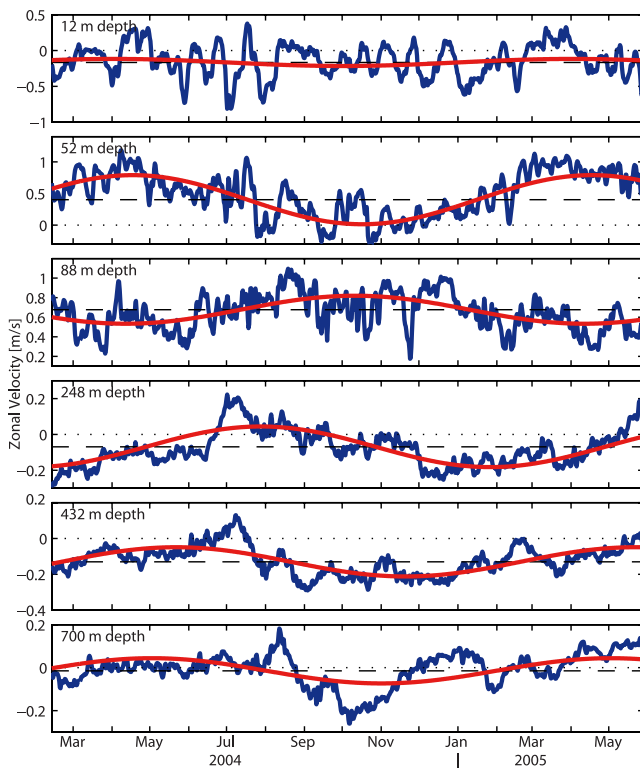 12 m depth
0.5
0
−0.5
−1
52 m depth
1
0.5
0
88 m depth
1
0.8
0.6
0.4
0.2
248 m depth
0.2
0
−0.2
432 m depth
0.2
0
−0.2
−0.4
700 m depth
0.2
0
−0.2
Zonal Velocity [m/s]
Mar May Jul Sep Nov Jan Mar May
2004 | 2005